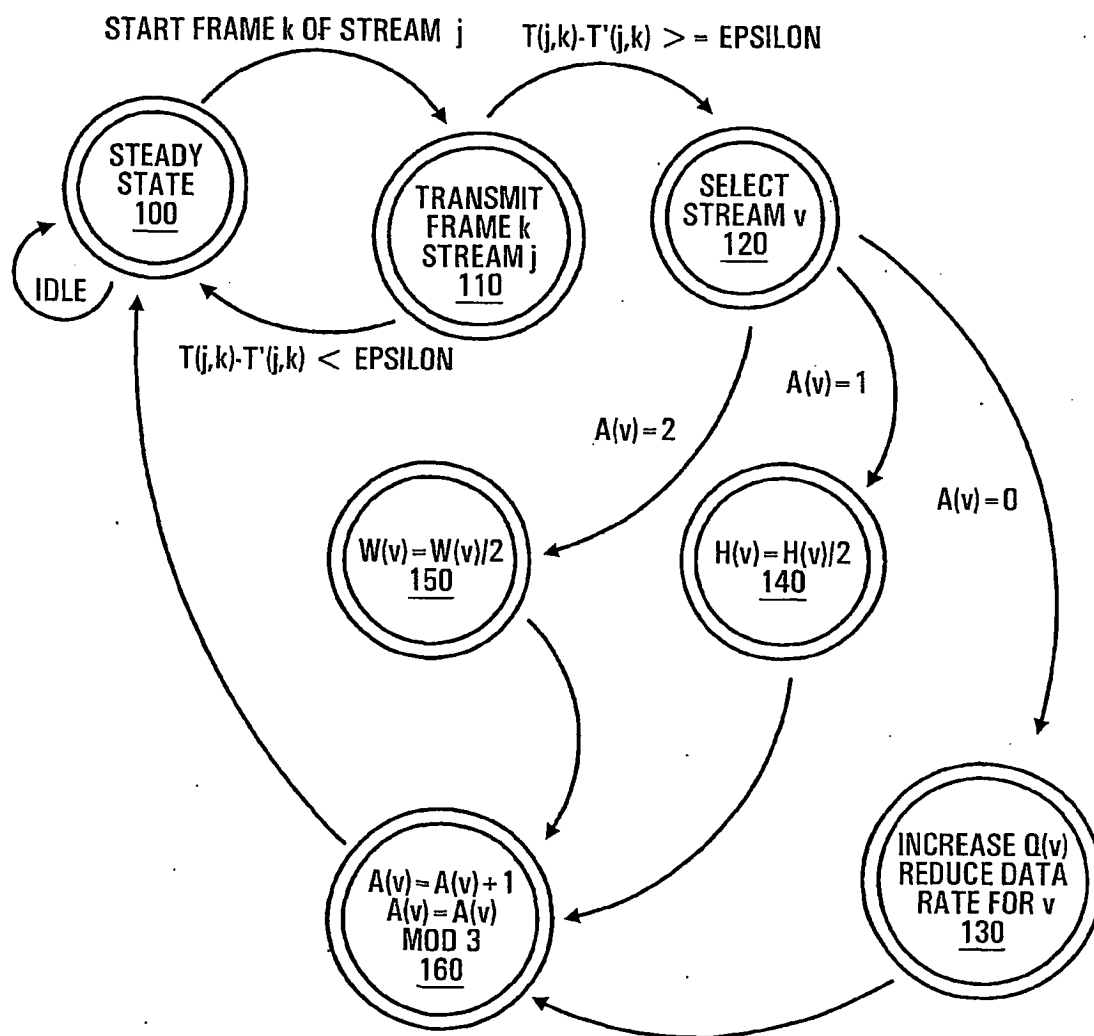 START FRAME k OF STREAM j
T(j,k)-T'(j,k) > = EPSILON
STEADY
STATE
100
TRANSMIT
FRAME k
STREAM j
110
SELECT
STREAM v
120
IDLE
T(j,k)-T'(j,k) < EPSILON
A(v)=1
A(v)=2
A(v)=0
W(v)=W(v)/2
150
H(v)=H(v)/2
140
INCREASE Q(v)
REDUCE DATA
RATE FOR v
130
A(v)=A(v)+1
A(v)=A(v)
MOD 3
160